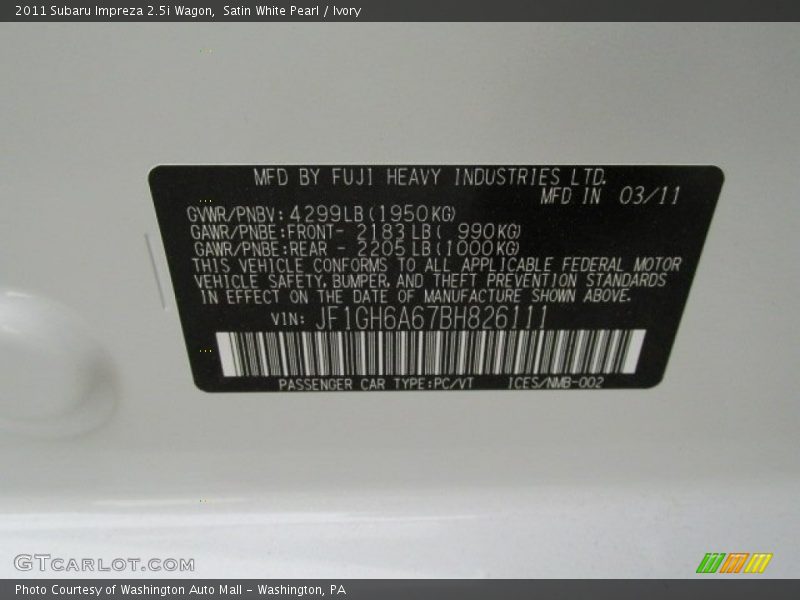 2011 Subaru Impreza 2.5i Wagon,  Satin White Pearl / Ivory
MFD BY FUJI HEAVY INDUSTRIES LTD.
MFD IN 03/11
GVWR/PNBV: 4299LB(1950KG)
GAWR/PNBE:FRONT- 2183LB( 990KG)
GAWR/PNBE:REAR - 2205LB(1000KG)
THIS VEHICLE CONFORMS TO ALL APPLICABLE FEDERAL MOTOR
VEHICLE SAFETY, BUMPER, AND THEFT PREVENTION STANDARDS
IN EFFECT ON THE DATE OF MANUFACTURE SHOWN ABOVE.
VIN: JF1GH6A67BH826111
PASSENGER CAR TYPE:PC/VT ICES/NMB-002
GTCARLOT.COM
Photo Courtesy of Washington Auto Mall - Washington, PA